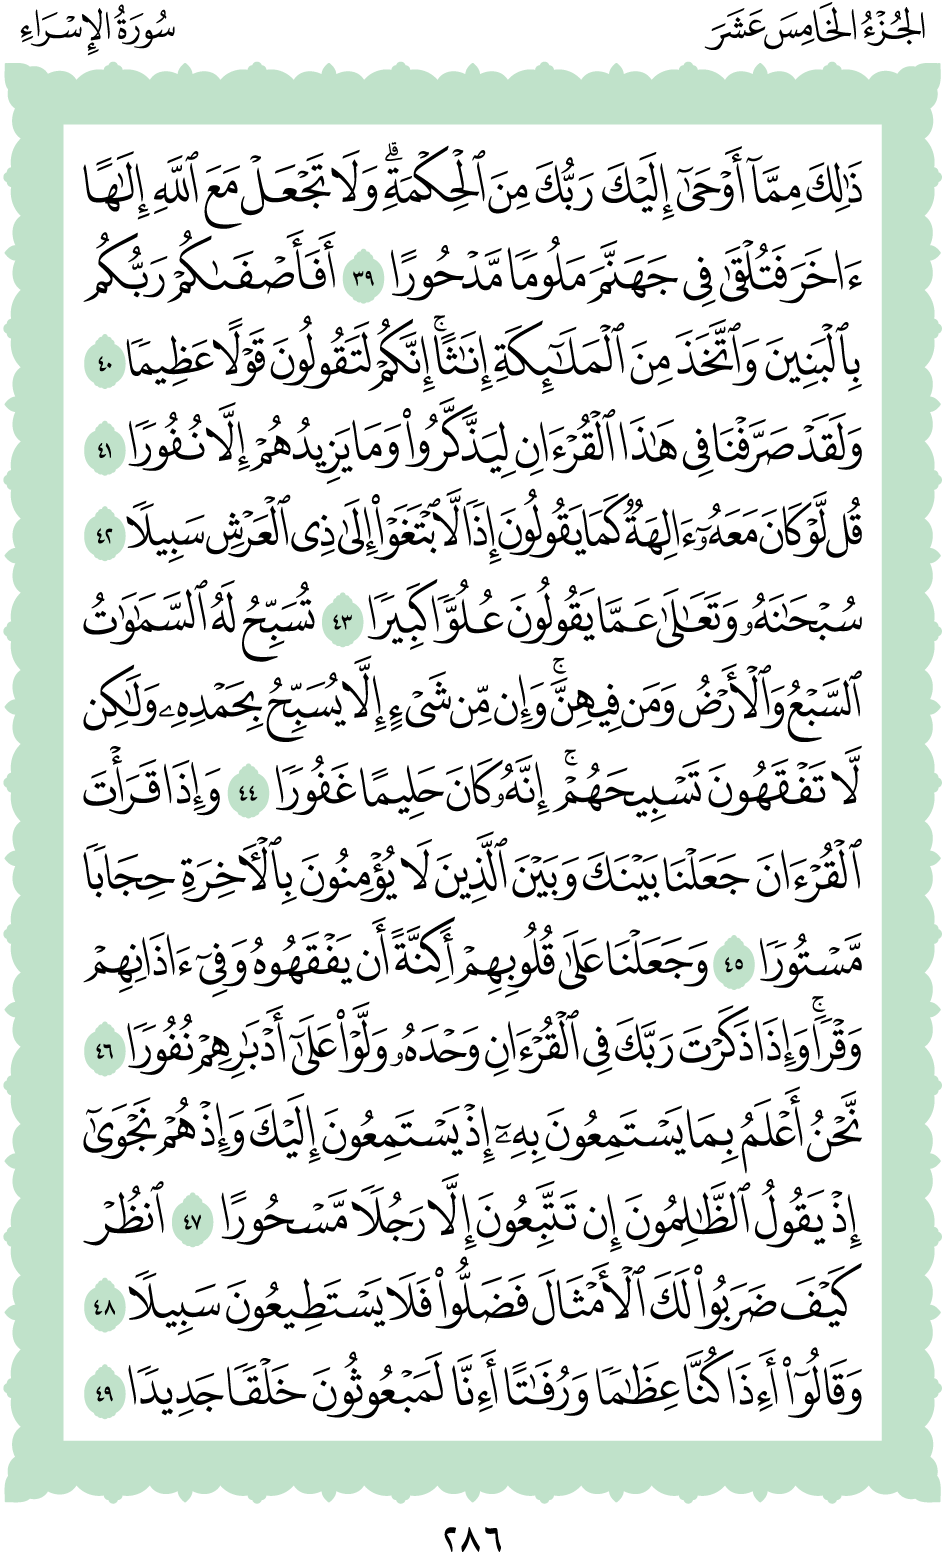 الجُزْءُ الخَامِسَ عَشَرَ
سُورَةُ الإِسْرَاءِ
ذَٰلِكَ مِمَّآ أَوۡحَىٰٓ إِلَيۡكَ رَبُّكَ مِنَ ٱلۡحِكۡمَةِۗ وَلَا تَجۡعَلۡ مَعَ ٱللَّهِ إِلَٰهًا
ءَاخَرَ فَتُلۡقَىٰ فِي جَهَنَّمَ مَلُومٗا مَّدۡحُورًا ٣٩ أَفَأَصۡفَىٰكُمۡ رَبُّكُم
بِٱلۡبَنِينَ وَٱتَّخَذَ مِنَ ٱلۡمَلَٰٓئِكَةِ إِنَٰثًاۚ إِنَّكُمۡ لَتَقُولُونَ قَوۡلًا عَظِيمٗا ٤٠
وَلَقَدۡ صَرَّفۡنَا فِي هَٰذَا ٱلۡقُرۡءَانِ لِيَذَّكَّرُواْ وَمَا يَزِيدُهُمۡ إِلَّا نُفُورٗا ٤١
قُل لَّوۡ كَانَ مَعَهُۥٓ ءَالِهَةٞ كَمَا يَقُولُونَ إِذٗا لَّٱبۡتَغَوۡاْ إِلَىٰ ذِي ٱلۡعَرۡشِ سَبِيلٗا ٤٢
سُبۡحَٰنَهُۥ وَتَعَٰلَىٰ عَمَّا يَقُولُونَ عُلُوّٗا كَبِيرٗا ٤٣ تُسَبِّحُ لَهُ ٱلسَّمَٰوَٰتُ
ٱلسَّبۡعُ وَٱلۡأَرۡضُ وَمَن فِيهِنَّۚ وَإِن مِّن شَيۡءٍ إِلَّا يُسَبِّحُ بِحَمۡدِهِۦ وَلَٰكِن
لَّا تَفۡقَهُونَ تَسۡبِيحَهُمۡۚ إِنَّهُۥ كَانَ حَلِيمًا غَفُورٗا ٤٤ وَإِذَا قَرَأۡتَ
ٱلۡقُرۡءَانَ جَعَلۡنَا بَيۡنَكَ وَبَيۡنَ ٱلَّذِينَ لَا يُؤۡمِنُونَ بِٱلۡأٓخِرَةِ حِجَابٗا
مَّسۡتُورٗا ٤٥ وَجَعَلۡنَا عَلَىٰ قُلُوبِهِمۡ أَكِنَّةً أَن يَفۡقَهُوهُ وَفِيٓ ءَاذَانِهِمۡ
وَقۡرٗاۚ وَإِذَا ذَكَرۡتَ رَبَّكَ فِي ٱلۡقُرۡءَانِ وَحۡدَهُۥ وَلَّوۡاْ عَلَىٰٓ أَدۡبَٰرِهِمۡ نُفُورٗا ٤٦
نَّحۡنُ أَعۡلَمُ بِمَا يَسۡتَمِعُونَ بِهِۦٓ إِذۡ يَسۡتَمِعُونَ إِلَيۡكَ وَإِذۡ هُمۡ نَجۡوَىٰٓ
إِذۡ يَقُولُ ٱلظَّٰلِمُونَ إِن تَتَّبِعُونَ إِلَّا رَجُلٗا مَّسۡحُورًا ٤٧ ٱنظُرۡ
كَيۡفَ ضَرَبُواْ لَكَ ٱلۡأَمۡثَالَ فَضَلُّواْ فَلَا يَسۡتَطِيعُونَ سَبِيلٗا ٤٨
وَقَالُوٓاْ أَءِذَا كُنَّا عِظَٰمٗا وَرُفَٰتًا أَءِنَّا لَمَبۡعُوثُونَ خَلۡقٗا جَدِيدٗا ٤٩
٢٨٦